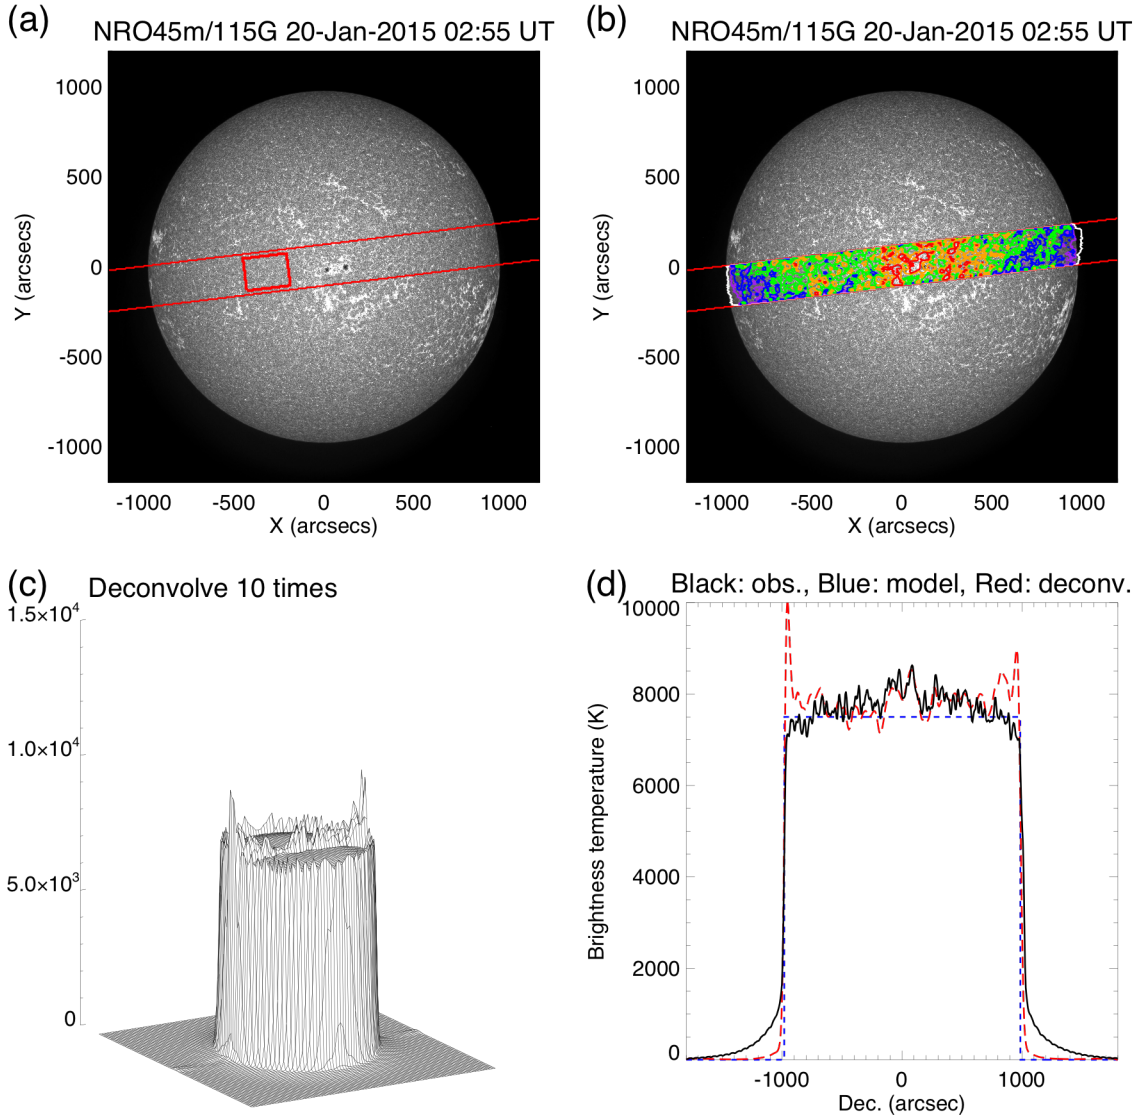 (a)
NRO45m/115G 20-Jan-2015 02:55 UT
1000
500
0
-500
-1000
Y (arcsecs)
-1000 -500 0 500 1000
X (arcsecs)
(b)
NRO45m/115G 20-Jan-2015 02:55 UT
1000
500
0
-500
-1000
Y (arcsecs)
-1000 -500 0 500 1000
X (arcsecs)
(c)
Deconvolve 10 times
1.5×10⁴
1.0×10⁴
5.0×10³
0
(d)
Black: obs., Blue: model, Red: deconv.
10000
8000
6000
4000
2000
0
Brightness temperature (K)
-1000 0 1000
Dec. (arcsec)